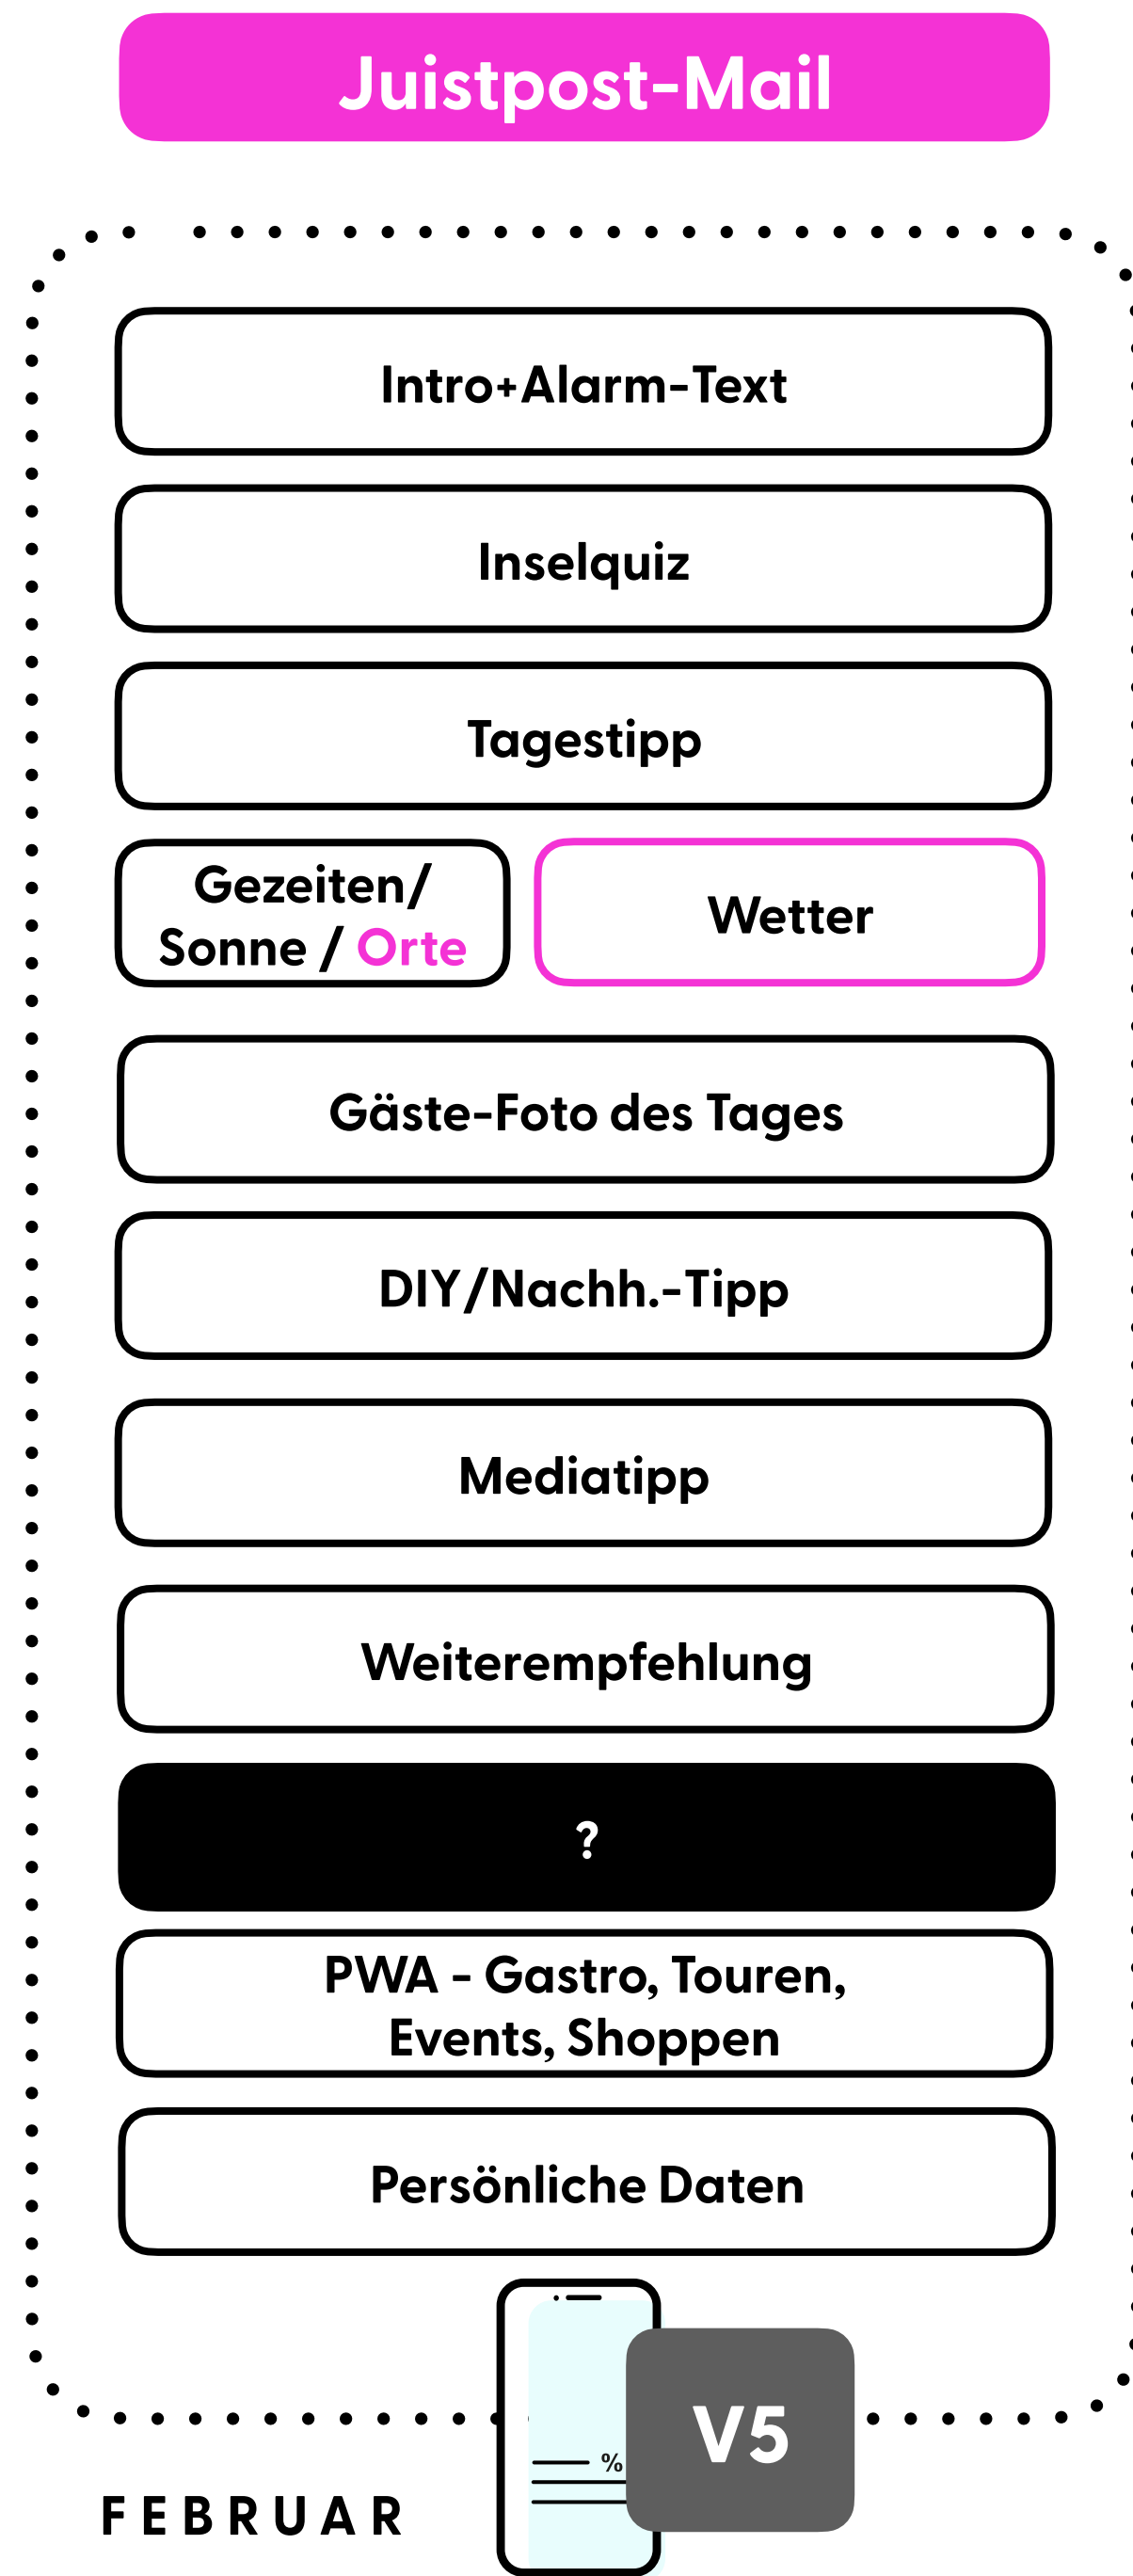 Juistpost-Mail
Intro+Alarm-Text
Inselquiz
Tagestipp
Gezeiten/
Sonne / Orte
Wetter
Gäste-Foto des Tages
DIY/Nachh.-Tipp
Mediatipp
Weiterempfehlung
?
PWA - Gastro, Touren,
Events, Shoppen
Persönliche Daten
%
V5
FEBRUAR